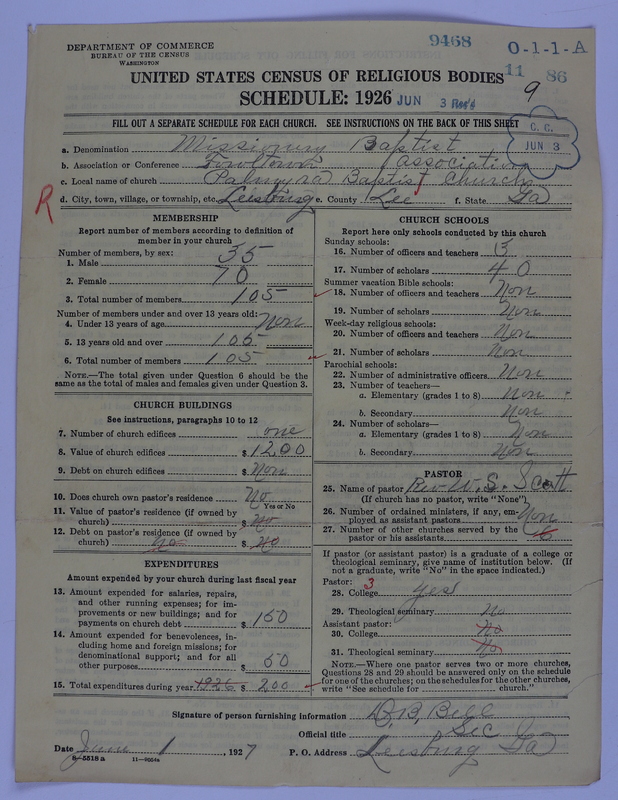 DEPARTMENT OF COMMERCE
BUREAU OF THE CENSUS
WASHINGTON
9468
O-1-1-A
11 86
UNITED STATES CENSUS OF RELIGIOUS BODIES
9
SCHEDULE: 1926 JUN 3 Rec'd
FILL OUT A SEPARATE SCHEDULE FOR EACH CHURCH. SEE INSTRUCTIONS ON THE BACK OF THIS SHEET
C. C.
JUN 3
a. Denomination Missionary Baptist
b. Association or Conference Fowltown Association
c. Local name of church Palmyra Baptist Church
R
d. City, town, village, or township, etc. Leesburg e. County Lee f. State Ga
MEMBERSHIP
Report number of members according to definition of
member in your church
Number of members, by sex:
1. Male 35
2. Female 70
3. Total number of members 105
Number of members under and over 13 years old:
4. Under 13 years of age Non
5. 13 years old and over 105
6. Total number of members 105
NOTE.—The total given under Question 6 should be the
same as the total of males and females given under Question 3.
CHURCH BUILDINGS
See instructions, paragraphs 10 to 12
7. Number of church edifices one
8. Value of church edifices $1200
9. Debt on church edifices $Non
10. Does church own pastor's residence No
Yes or No
11. Value of pastor's residence (if owned by
church) $ no
12. Debt on pastor's residence (if owned by
church) no $ no
EXPENDITURES
Amount expended by your church during last fiscal year
13. Amount expended for salaries, repairs,
and other running expenses; for im-
provements or new buildings; and for
payments on church debt $ 150
14. Amount expended for benevolences, in-
cluding home and foreign missions; for
denominational support; and for all
other purposes $ 50
15. Total expenditures during year 1926 $ 200
CHURCH SCHOOLS
Report here only schools conducted by this church
Sunday schools:
16. Number of officers and teachers 13
17. Number of scholars 40
Summer vacation Bible schools:
18. Number of officers and teachers Non
19. Number of scholars Non
Week-day religious schools:
20. Number of officers and teachers Non
21. Number of scholars Non
Parochial schools:
22. Number of administrative officers Non
23. Number of teachers—
a. Elementary (grades 1 to 8) Non
b. Secondary Non
24. Number of scholars—
a. Elementary (grades 1 to 8) Non
b. Secondary Non
PASTOR
25. Name of pastor Rev W. S. Scott
(If church has no pastor, write "None")
26. Number of ordained ministers, if any, em-
ployed as assistant pastors Non
27. Number of other churches served by the
pastor or his assistants
If pastor (or assistant pastor) is a graduate of a college or
theological seminary, give name of institution below. (If
not a graduate, write "No" in the space indicated.)
Pastor: 3
28. College yes
29. Theological seminary No
Assistant pastor:
30. College No
31. Theological seminary No
NOTE.—Where one pastor serves two or more churches,
Questions 28 and 29 should be answered only on the schedule
for one of the churches; on the schedules for the other churches,
write "See schedule for church."
Signature of person furnishing information B. Bell
Official title Sec
Date June 1, 1927 P. O. Address Leesburg Ga
8—5518 a 11—9064a